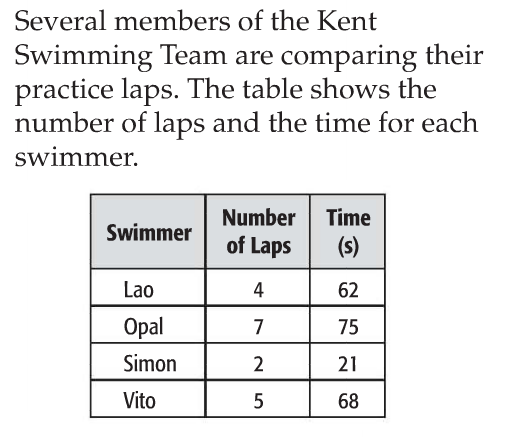 Several members of the Kent
Swimming Team are comparing their
practice laps. The table shows the
number of laps and the time for each
swimmer.
Swimmer Number of Laps Time (s)
Lao 4 62
Opal 7 75
Simon 2 21
Vito 5 68